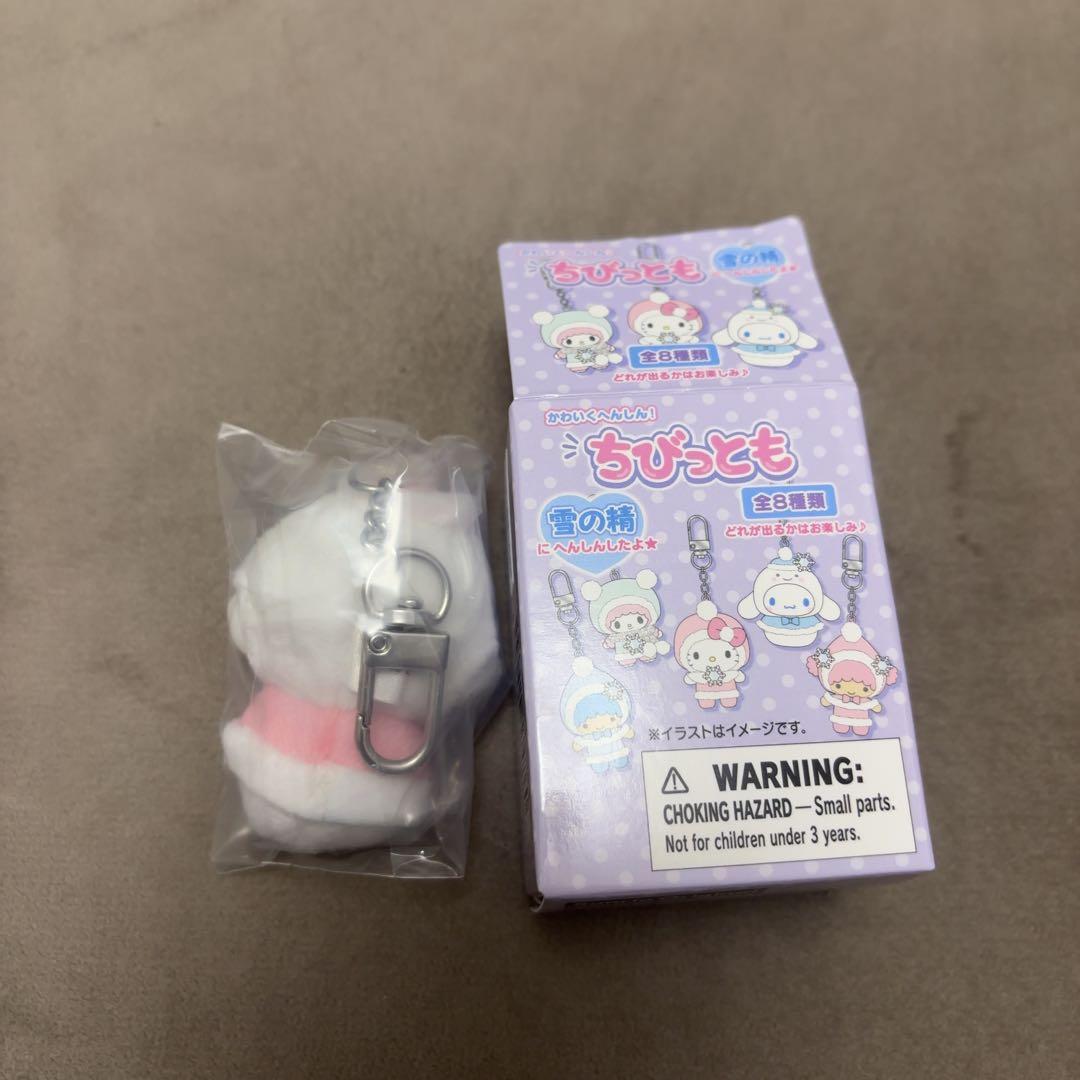 ちびっとも
雪の精
全8種類
どれが出るかはお楽しみ♪
かわいくへんしん!
ちびっとも
雪の精
に へんしんしたよ★
全8種類
どれが出るかはお楽しみ♪
※イラストはイメージです。
⚠ WARNING:
CHOKING HAZARD — Small parts.
Not for children under 3 years.